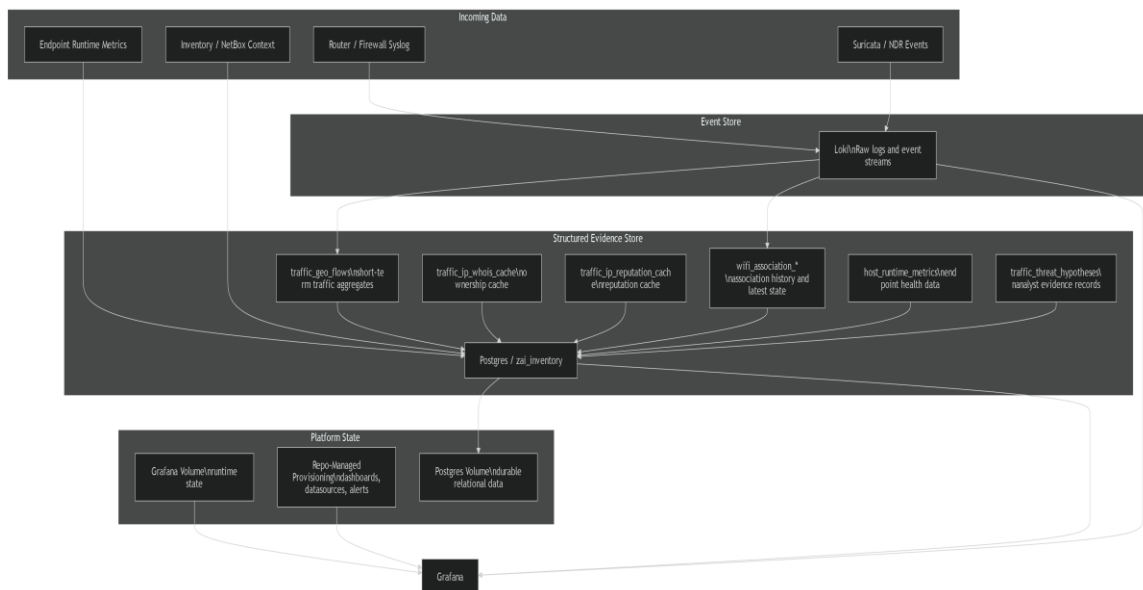 Incoming Data
Endpoint Runtime Metrics
Inventory / NetBox Context
Router / Firewall Syslog
Suricata / NDR Events
Event Store
Loki\nRaw logs and event
streams
Structured Evidence Store
traffic_geo_flows\nshort-te
rm traffic aggregates
traffic_ip_whois_cache\no
wnership cache
traffic_ip_reputation_cach
e\nreputation cache
wifi_association_*
\nassociation history and
latest state
host_runtime_metrics\nend
point health data
traffic_threat_hypotheses\
nanalyst evidence records
Postgres / zai_inventory
Platform State
Grafana Volume\nruntime
state
Repo-Managed
Provisioning\ndashboards,
datasources, alerts
Postgres Volume\ndurable
relational data
Grafana